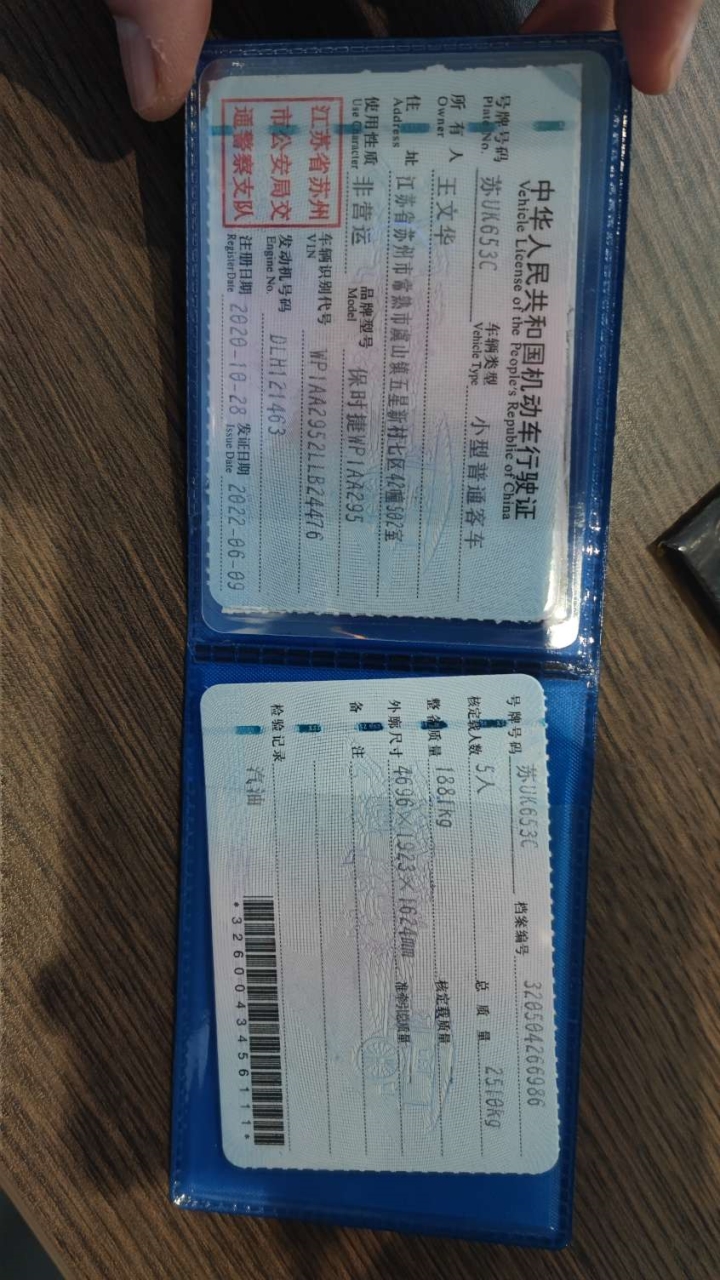 中华人民共和国机动车行驶证
Vehicle License of the People's Republic of China
号牌号码 苏UK653C 车辆类型 小型普通客车
Plate No. Vehicle Type
所有人 王文华
Owner
住址 江苏省苏州市常熟市虞山镇五星新村七区42幢502室
Address
使用性质 非营运 品牌型号 保时捷WP1AA295
Use Character Model
江苏省苏州
市公安局交
通警察支队
车辆识别代号 WP1AA2952LLB24476
VIN
发动机号码 DLH121463
Engine No.
注册日期 2020-10-28 发证日期 2022-06-09
Register Date Issue Date
号牌号码 苏UK653C 档案编号 320504266986
核定载人数 5人 总质量 2510kg
整备质量 1881kg 核定载质量
外廓尺寸 4696×1923×1624mm 准牵引总质量
备注
检验记录
汽油
*3260043456111*